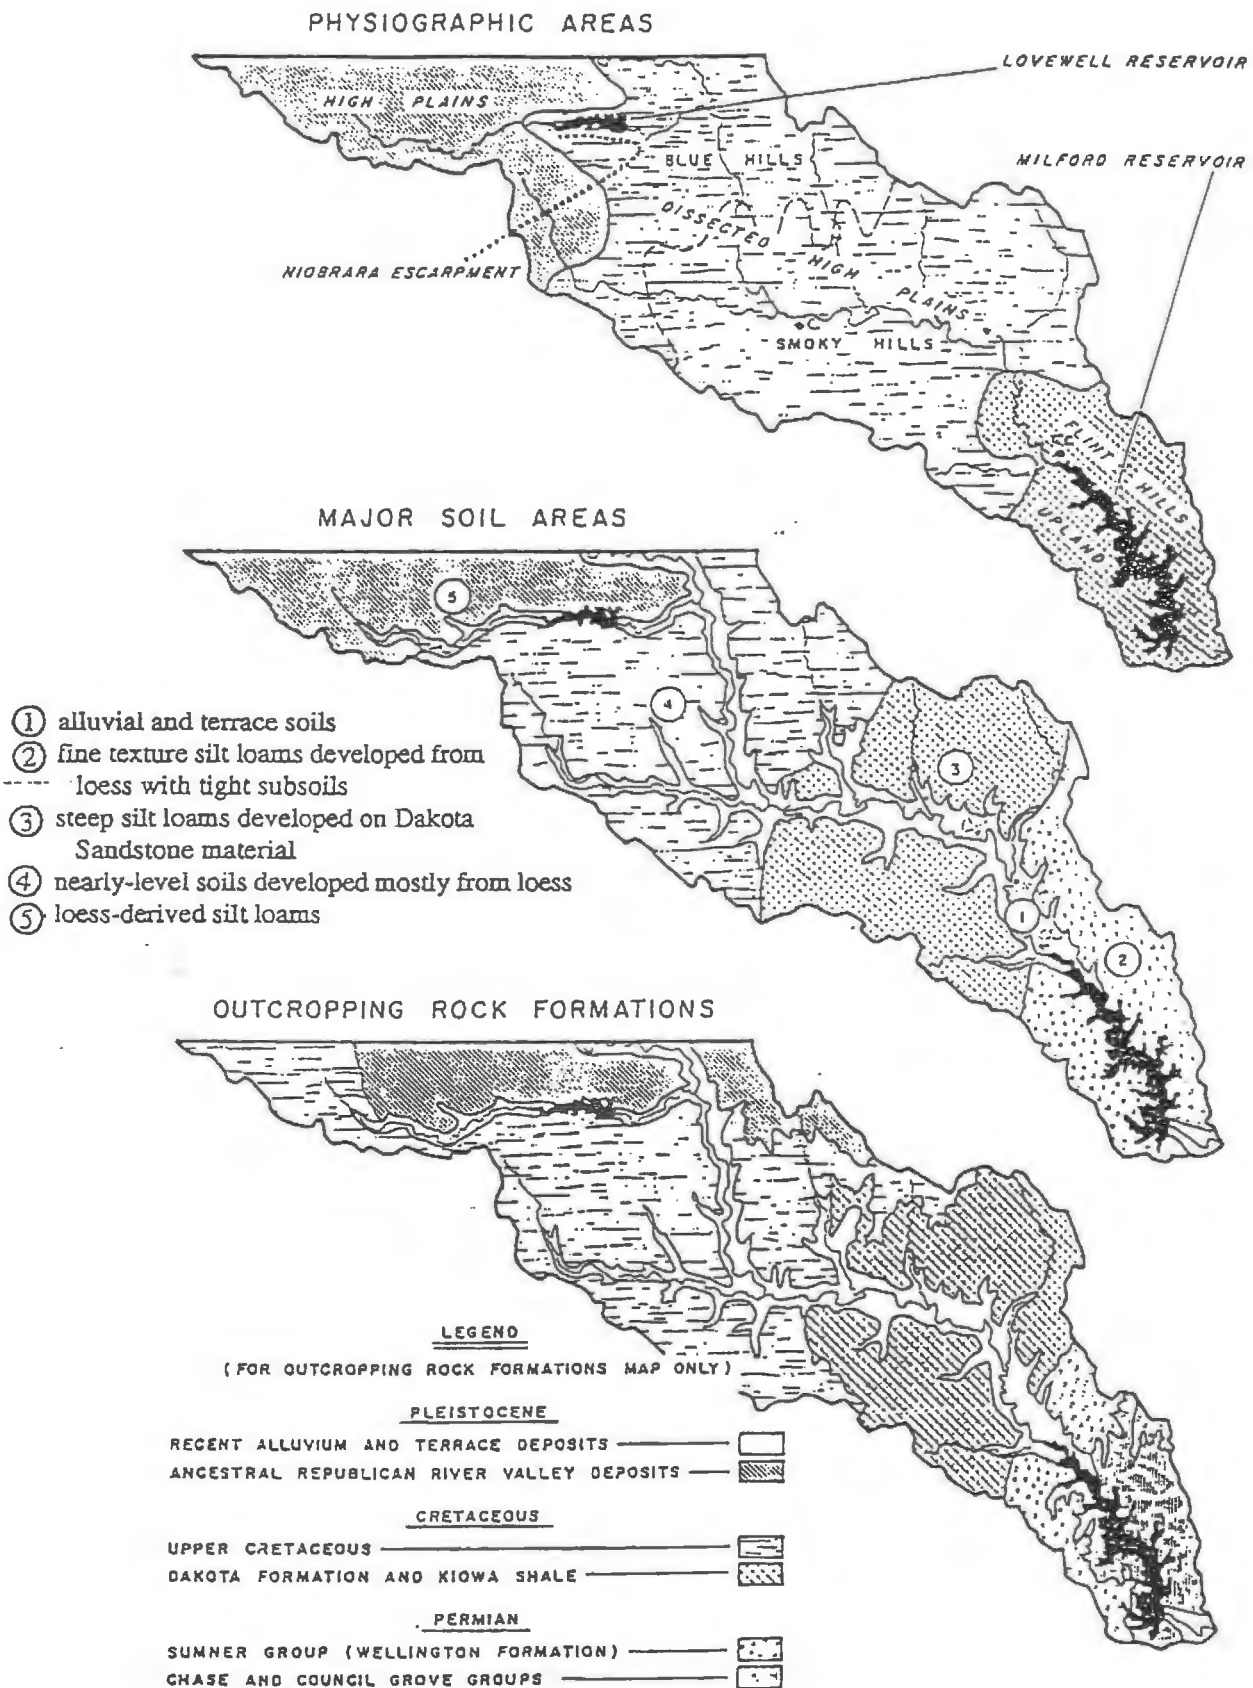 PHYSIOGRAPHIC AREAS
LOVEWELL RESERVOIR
HIGH PLAINS
BLUE HILLS
MILFORD RESERVOIR
DISSECTED
HIGH
PLAINS
NIOBRARA ESCARPMENT
SMOKY HILLS
FLINT
HILLS
UPLAND
MAJOR SOIL AREAS
5
4
3
1
2
1 alluvial and terrace soils
2 fine texture silt loams developed from
loess with tight subsoils
3 steep silt loams developed on Dakota
Sandstone material
4 nearly-level soils developed mostly from loess
5 loess-derived silt loams
OUTCROPPING ROCK FORMATIONS
LEGEND
(FOR OUTCROPPING ROCK FORMATIONS MAP ONLY)
PLEISTOCENE
RECENT ALLUVIUM AND TERRACE DEPOSITS
ANCESTRAL REPUBLICAN RIVER VALLEY DEPOSITS
CRETACEOUS
UPPER CRETACEOUS
DAKOTA FORMATION AND KIOWA SHALE
PERMIAN
SUMNER GROUP (WELLINGTON FORMATION)
CHASE AND COUNCIL GROVE GROUPS